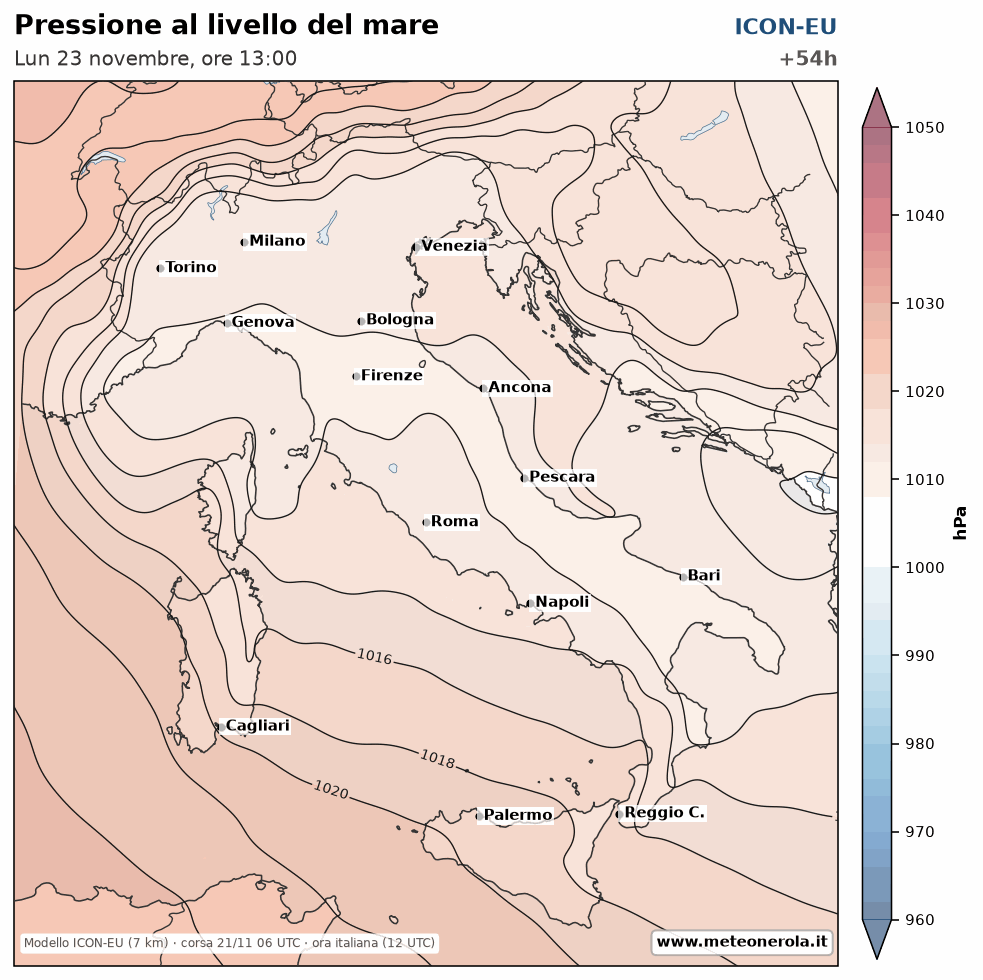 Pressione al livello del mare
ICON-EU
Lun 23 novembre, ore 13:00
+54h
1050
1040
1030
1020
1010
1000
990
980
970
960
hPa
Milano
Venezia
Torino
Genova
Bologna
Firenze
Ancona
Pescara
Roma
Bari
Napoli
1016
Cagliari
1018
1020
Palermo
Reggio C.
Modello ICON-EU (7 km) · corsa 21/11 06 UTC · ora italiana (12 UTC)
www.meteonerola.it